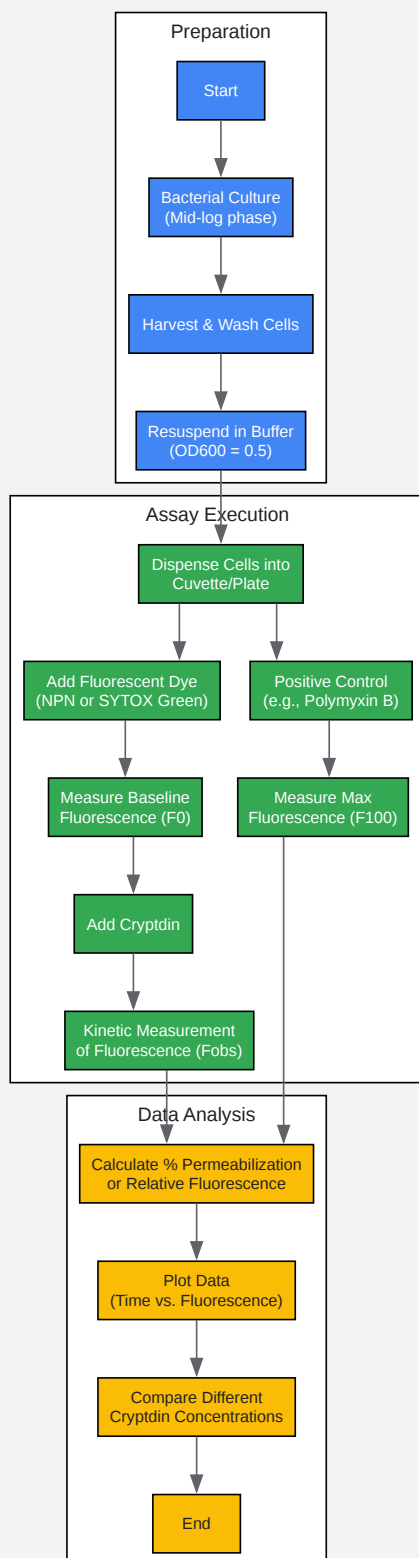 Preparation
Start
Bacterial Culture
(Mid-log phase)
Harvest & Wash Cells
Resuspend in Buffer
(OD600 = 0.5)
Assay Execution
Dispense Cells into
Cuvette/Plate
Add Fluorescent Dye
(NPN or SYTOX Green)
Positive Control
(e.g., Polymyxin B)
Measure Baseline
Fluorescence (F0)
Measure Max
Fluorescence (F100)
Add Cryptdin
Kinetic Measurement
of Fluorescence (Fobs)
Data Analysis
Calculate % Permeabilization
or Relative Fluorescence
Plot Data
(Time vs. Fluorescence)
Compare Different
Cryptdin Concentrations
End